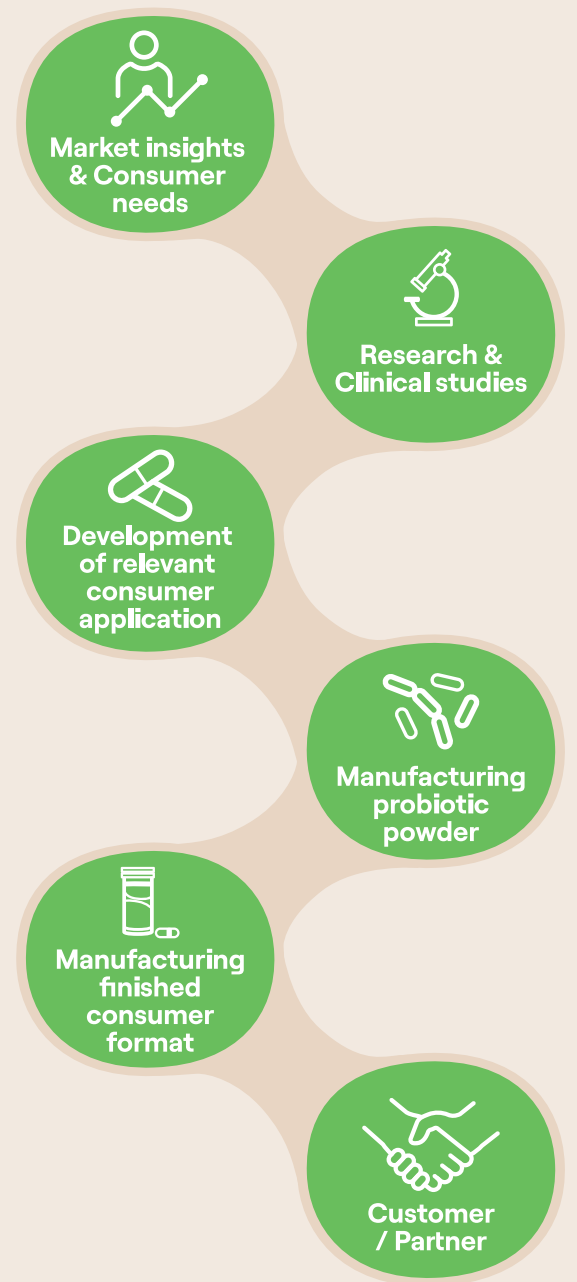 Market insights
& Consumer
needs
Research &
Clinical studies
Development
of relevant
consumer
application
Manufacturing
probiotic
powder
Manufacturing
finished
consumer
format
Customer
/ Partner